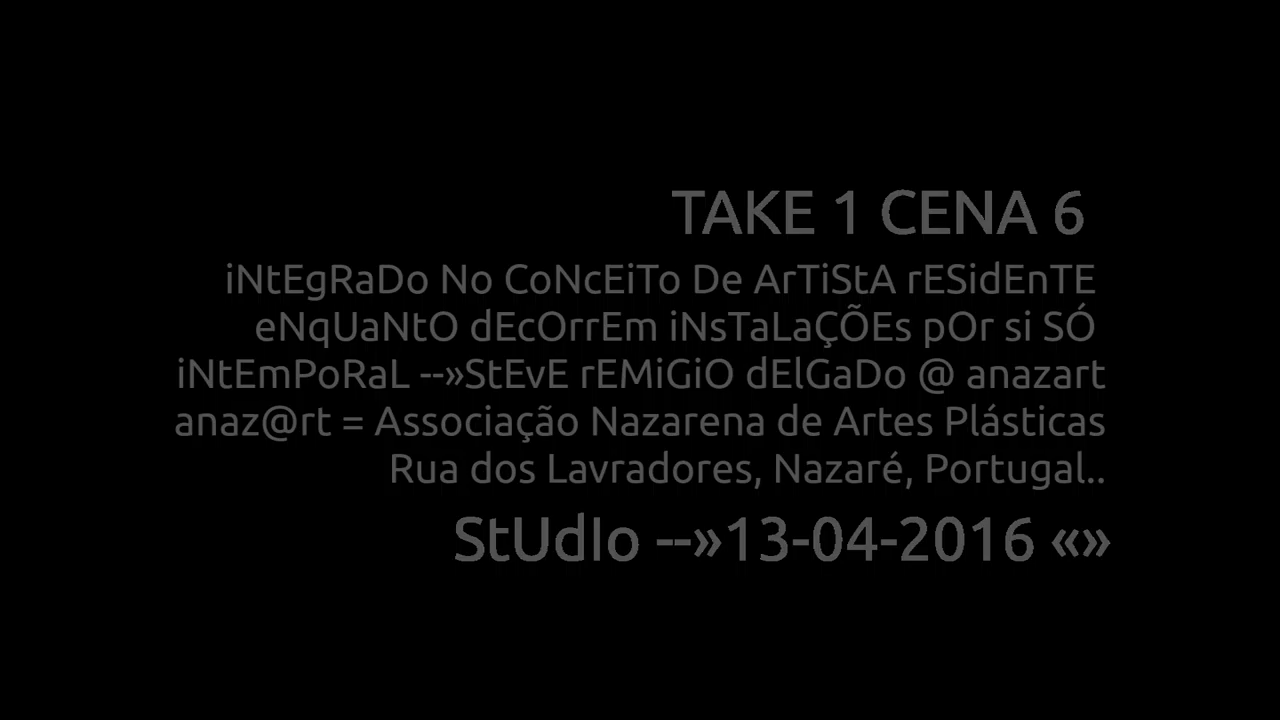 TAKE 1 CENA 6
iNtEgRaDo No CoNcEiTo De ArTiStA rESidEnTE
eNqUaNtO dEcOrrEm iNsTaLaÇÕEs pOr si SÓ
iNtEmPoRaL --»StEvE rEMiGiO dElGaDo @ anazart
anaz@rt = Associação Nazarena de Artes Plásticas
Rua dos Lavradores, Nazaré, Portugal..
StUdIo --»13-04-2016 «»